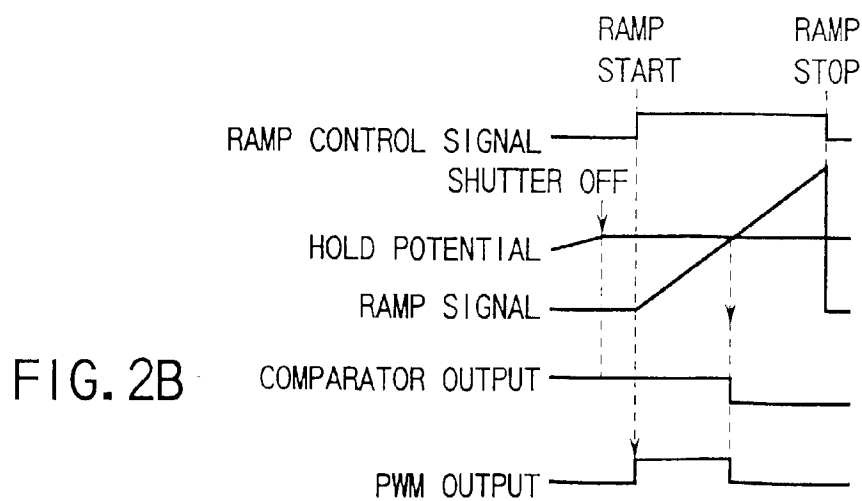 RAMP START
RAMP STOP
RAMP CONTROL SIGNAL
SHUTTER OFF
HOLD POTENTIAL
RAMP SIGNAL
COMPARATOR OUTPUT
FIG. 2B
PWM OUTPUT